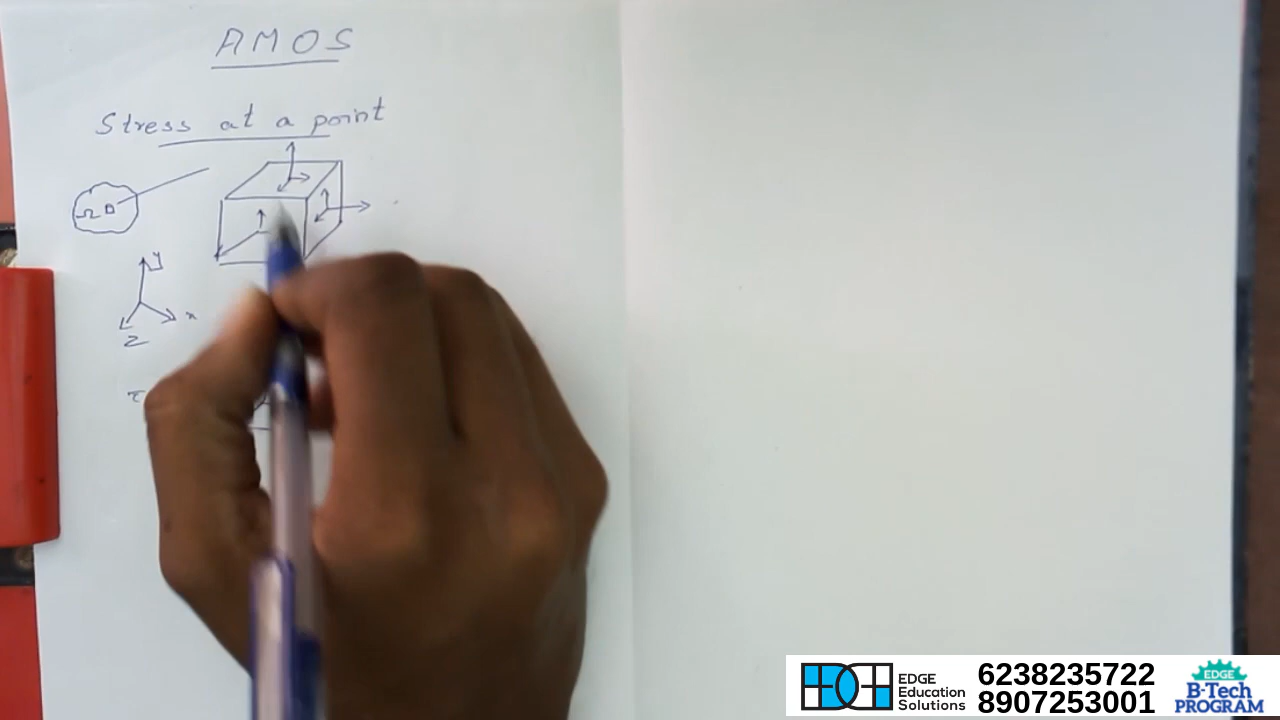 AMOS
Stress at a point
y
x
z
τ
EDGE
Education
Solutions
6238235722
8907253001
EDGE
B-Tech
PROGRAM